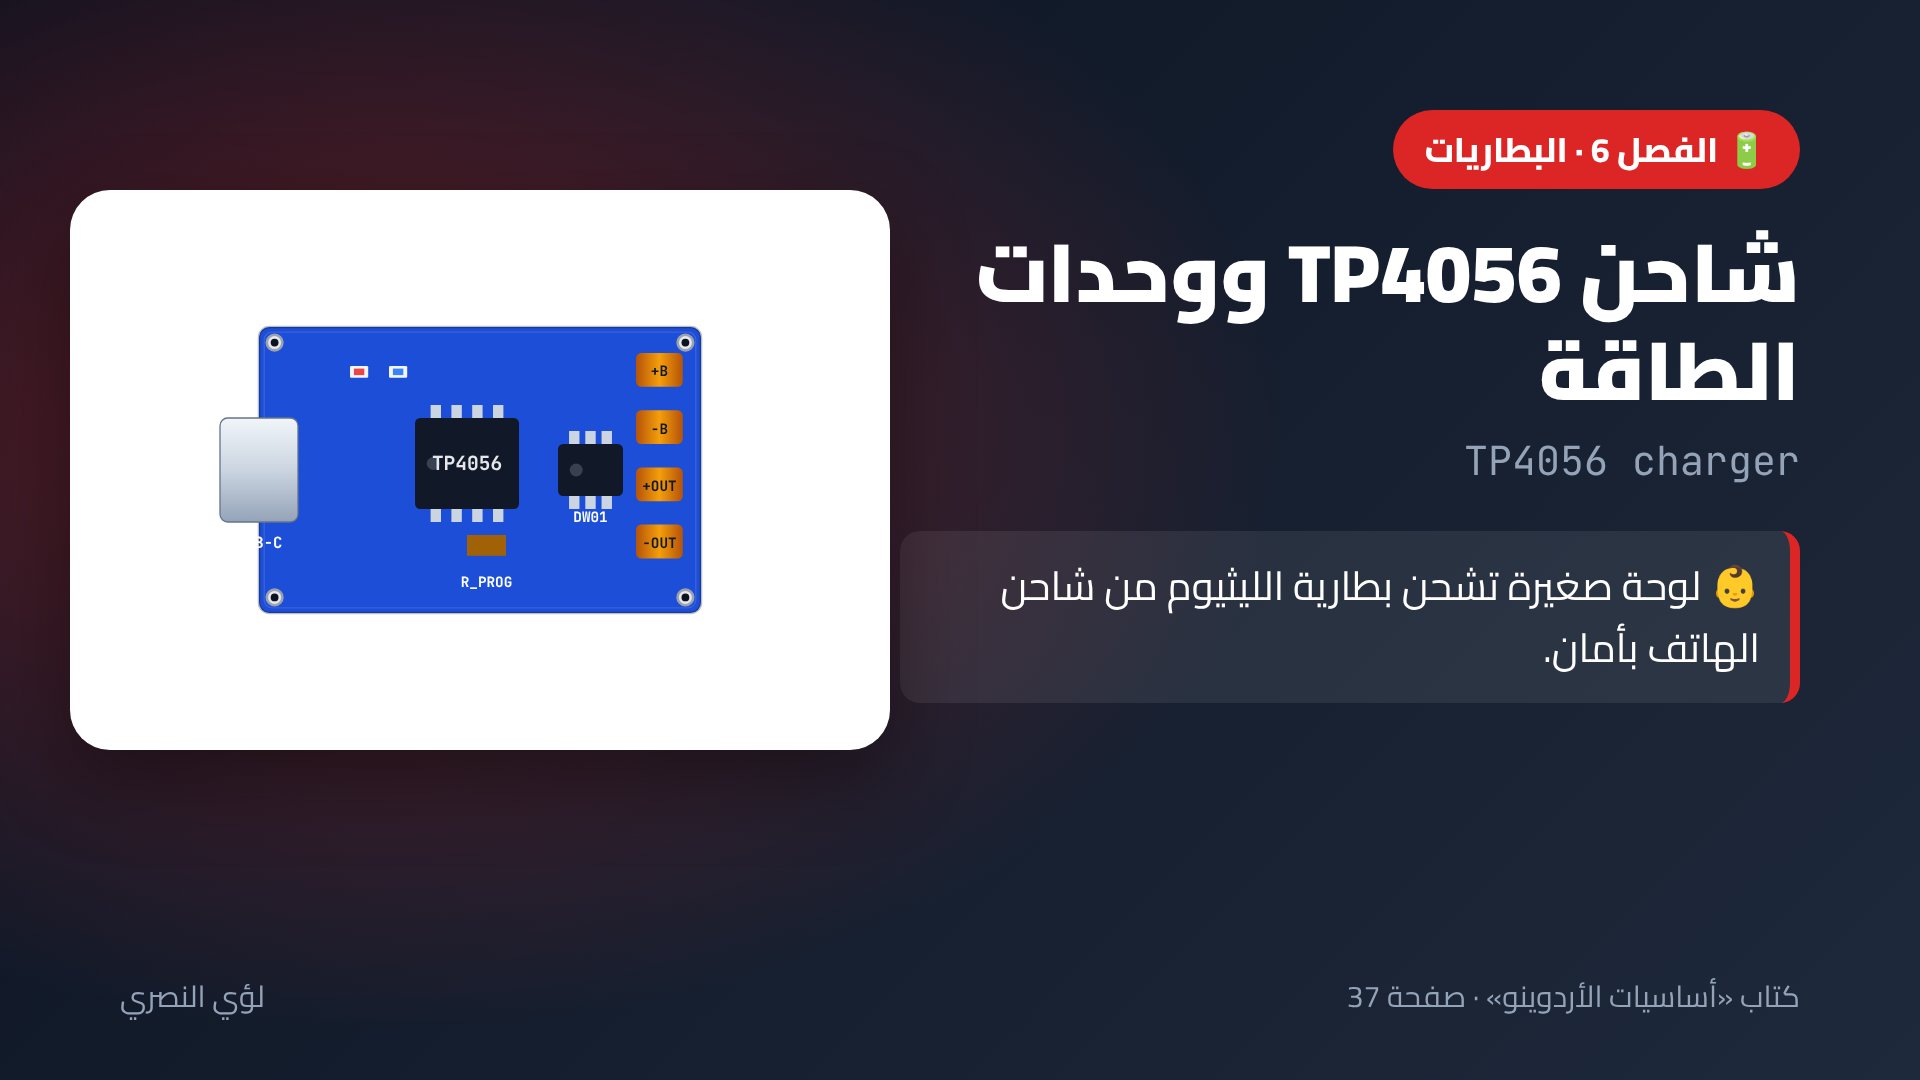 🔋 الفصل 6 · البطاريات
شاحن TP4056 ووحدات
الطاقة
TP4056 charger
👶 لوحة صغيرة تشحن بطارية الليثيوم من شاحن
الهاتف بأمان.
+B
-B
TP4056
+OUT
DW01
-OUT
B-C
R_PROG
كتاب «أساسيات الأردوينو» · صفحة 37
لؤي النصري